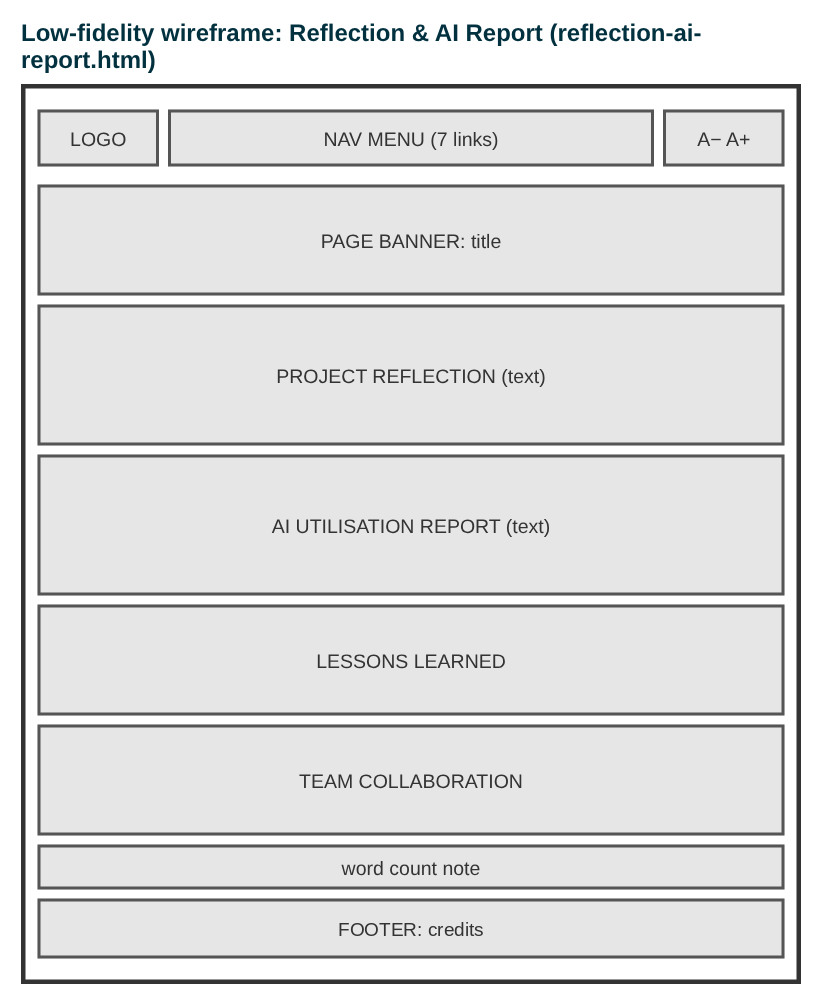 Low-fidelity wireframe: Reflection & AI Report (reflection-ai-
report.html)
LOGO
NAV MENU (7 links)
A− A+
PAGE BANNER: title
PROJECT REFLECTION (text)
AI UTILISATION REPORT (text)
LESSONS LEARNED
TEAM COLLABORATION
word count note
FOOTER: credits